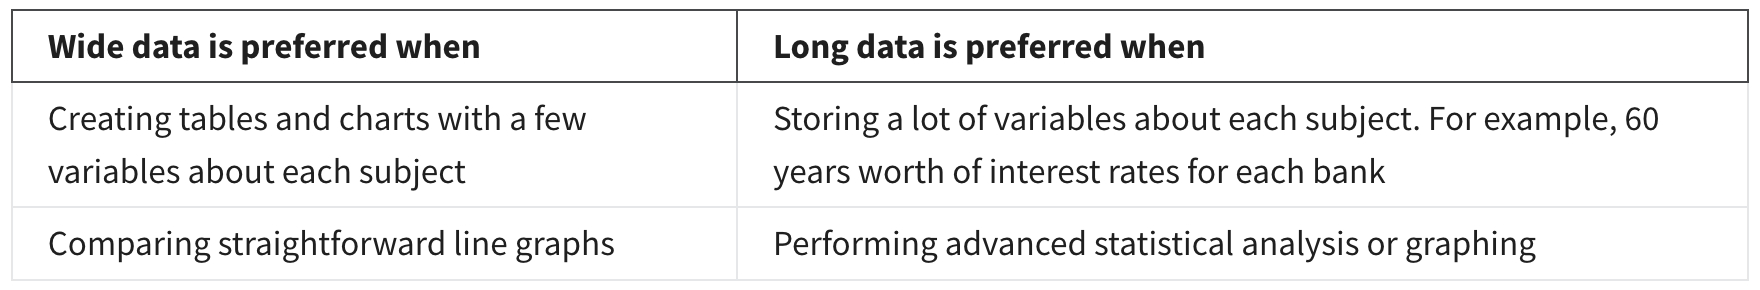 Wide data is preferred when
Long data is preferred when
Creating tables and charts with a few
variables about each subject
Storing a lot of variables about each subject. For example, 60
years worth of interest rates for each bank
Comparing straightforward line graphs
Performing advanced statistical analysis or graphing